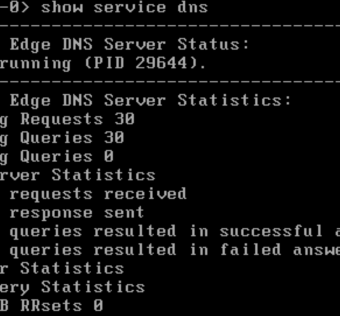 -0> show service dns
Edge DNS Server Status:
running (PID 29644).
Edge DNS Server Statistics:
g Requests 30
g Queries 30
g Queries 0
rver Statistics
requests received
response sent
queries resulted in successful a
queries resulted in failed answe
r Statistics
ery Statistics
B RRsets 0